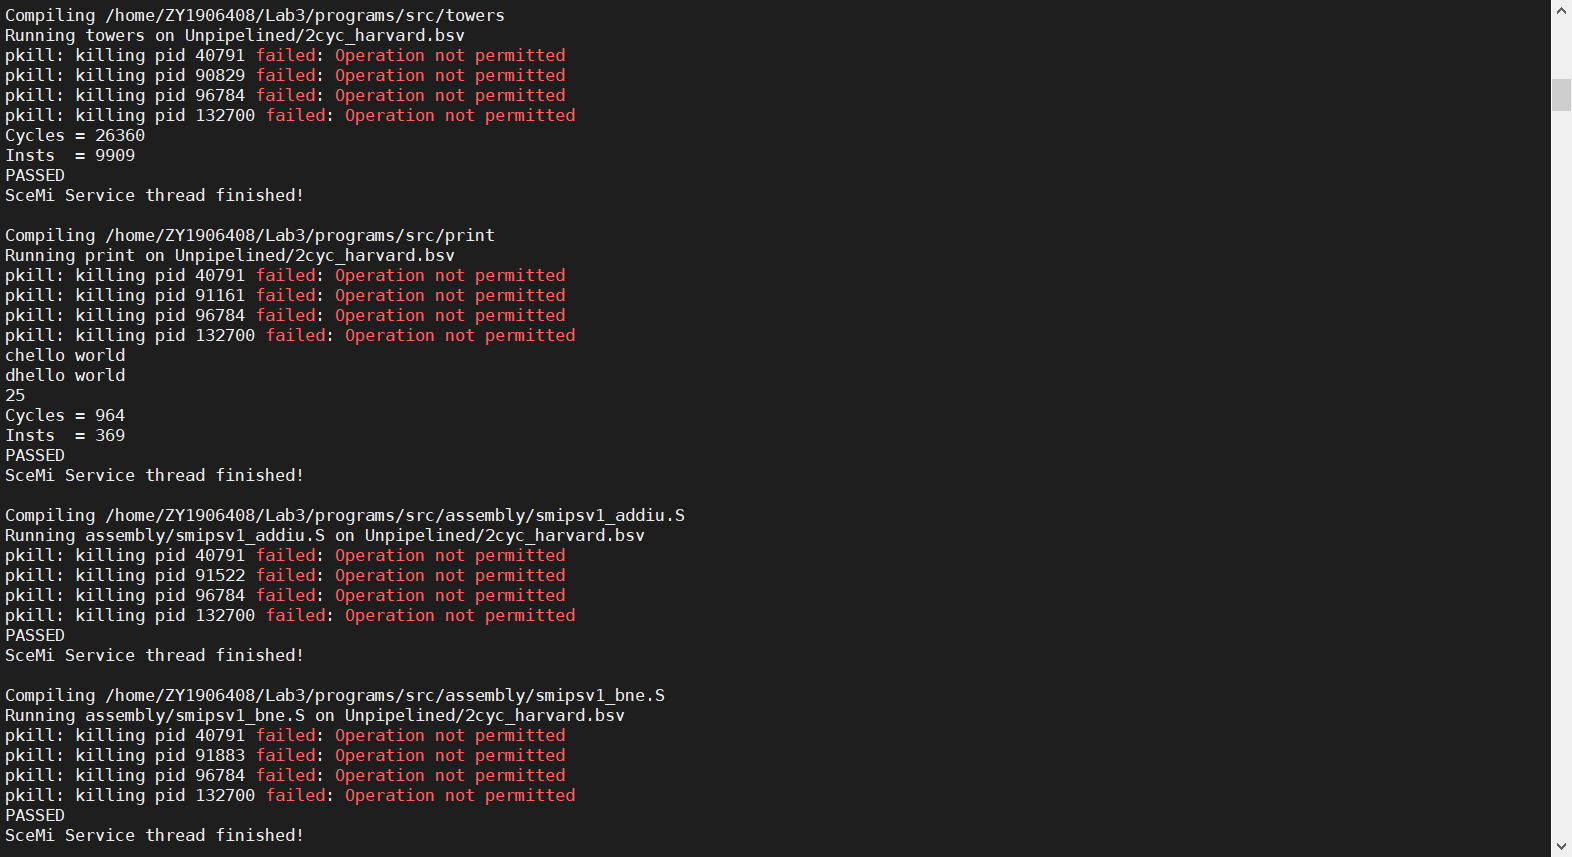 Compiling /home/ZY1906408/Lab3/programs/src/towers
Running towers on Unpipelined/2cyc_harvard.bsv
pkill: killing pid 40791 failed: Operation not permitted
pkill: killing pid 90829 failed: Operation not permitted
pkill: killing pid 96784 failed: Operation not permitted
pkill: killing pid 132700 failed: Operation not permitted
Cycles = 26360
Insts  = 9909
PASSED
SceMi Service thread finished!

Compiling /home/ZY1906408/Lab3/programs/src/print
Running print on Unpipelined/2cyc_harvard.bsv
pkill: killing pid 40791 failed: Operation not permitted
pkill: killing pid 91161 failed: Operation not permitted
pkill: killing pid 96784 failed: Operation not permitted
pkill: killing pid 132700 failed: Operation not permitted
chello world
dhello world
25
Cycles = 964
Insts  = 369
PASSED
SceMi Service thread finished!

Compiling /home/ZY1906408/Lab3/programs/src/assembly/smipsv1_addiu.S
Running assembly/smipsv1_addiu.S on Unpipelined/2cyc_harvard.bsv
pkill: killing pid 40791 failed: Operation not permitted
pkill: killing pid 91522 failed: Operation not permitted
pkill: killing pid 96784 failed: Operation not permitted
pkill: killing pid 132700 failed: Operation not permitted
PASSED
SceMi Service thread finished!

Compiling /home/ZY1906408/Lab3/programs/src/assembly/smipsv1_bne.S
Running assembly/smipsv1_bne.S on Unpipelined/2cyc_harvard.bsv
pkill: killing pid 40791 failed: Operation not permitted
pkill: killing pid 91883 failed: Operation not permitted
pkill: killing pid 96784 failed: Operation not permitted
pkill: killing pid 132700 failed: Operation not permitted
PASSED
SceMi Service thread finished!